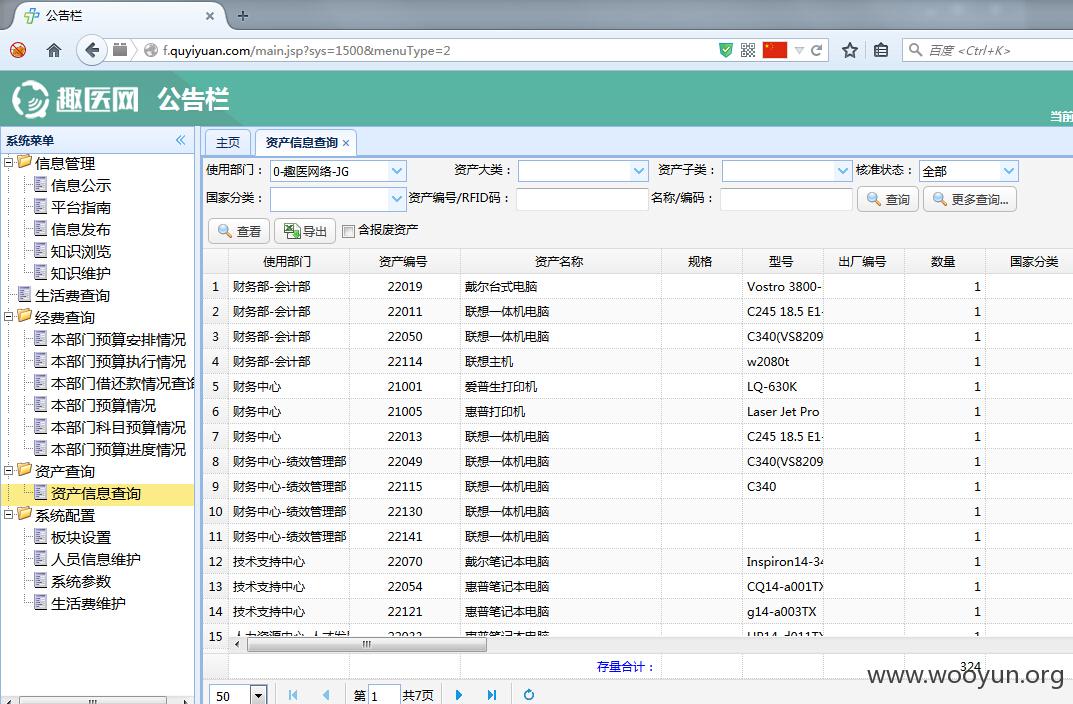 公告栏
f.quyiyuan.com/main.jsp?sys=1500&menuType=2
百度 <Ctrl+K>
趣医网 公告栏
当前
系统菜单
信息管理
信息公示
平台指南
信息发布
知识浏览
知识维护
生活费查询
经费查询
本部门预算安排情况
本部门预算执行情况
本部门借还款情况查询
本部门预算情况
本部门科目预算情况
本部门预算进度情况
资产查询
资产信息查询
系统配置
板块设置
人员信息维护
系统参数
生活费维护
主页 资产信息查询
使用部门： 0-趣医网络-JG 资产大类： 资产子类： 核准状态： 全部
国家分类： 资产编号/RFID码： 名称/编码： 查询 更多查询...
查看 导出 含报废资产
使用部门 资产编号 资产名称 规格 型号 出厂编号 数量 国家分类
1 财务部-会计部 22019 戴尔台式电脑 Vostro 3800- 1
2 财务部-会计部 22011 联想一体机电脑 C245 18.5 E1- 1
3 财务部-会计部 22050 联想一体机电脑 C340(VS8209 1
4 财务部-会计部 22114 联想主机 w2080t 1
5 财务中心 21001 爱普生打印机 LQ-630K 1
6 财务中心 21005 惠普打印机 Laser Jet Pro 1
7 财务中心 22013 联想一体机电脑 C245 18.5 E1- 1
8 财务中心-绩效管理部 22049 联想一体机电脑 C340(VS8209 1
9 财务中心-绩效管理部 22115 联想一体机电脑 C340 1
10 财务中心-绩效管理部 22130 联想一体机电脑 1
11 财务中心-绩效管理部 22141 联想一体机电脑 1
12 技术支持中心 22070 戴尔笔记本电脑 Inspiron14-34 1
13 技术支持中心 22054 惠普笔记本电脑 CQ14-a001TX 1
14 技术支持中心 22121 惠普笔记本电脑 g14-a003TX 1
15 人力资源中心-人才发展 22033 惠普笔记本电脑 HP14-d011TX 1
存量合计： 324
www.wooyun.org
50 第 1 共7页